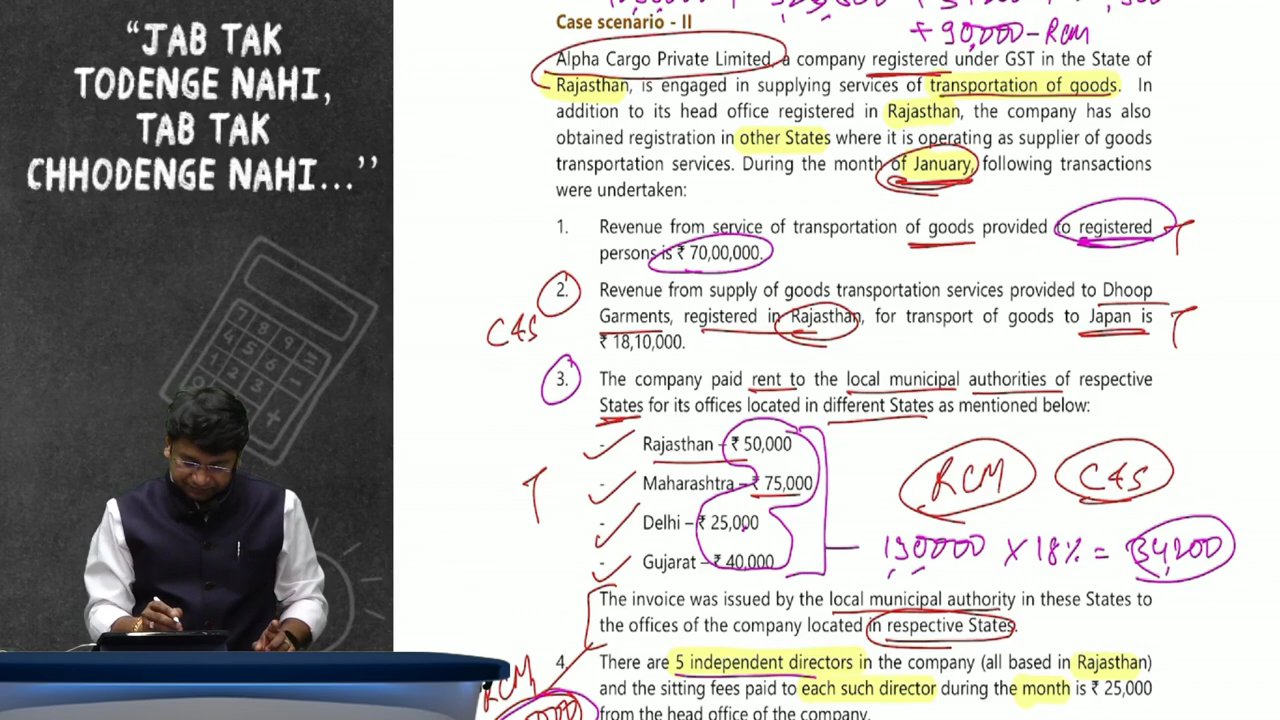 “JAB TAK
TODENGE NAHI,
TAB TAK
CHHODENGE NAHI...’’
Case scenario - II
+ 90,000 - RCM
Alpha Cargo Private Limited, a company registered under GST in the State of
Rajasthan, is engaged in supplying services of transportation of goods. In
addition to its head office registered in Rajasthan, the company has also
obtained registration in other States where it is operating as supplier of goods
transportation services. During the month of January, following transactions
were undertaken:
1. Revenue from service of transportation of goods provided to registered T
persons is ₹ 70,00,000.
2. Revenue from supply of goods transportation services provided to Dhoop
Garments, registered in Rajasthan, for transport of goods to Japan is T
C&S
₹ 18,10,000.
3. The company paid rent to the local municipal authorities of respective
States for its offices located in different States as mentioned below:
- Rajasthan – ₹ 50,000
- Maharashtra – ₹ 75,000 RCM C&S
T
- Delhi – ₹ 25,000
- Gujarat – ₹ 40,000 190000 × 18% = 34,200
The invoice was issued by the local municipal authority in these States to
the offices of the company located in respective States.
4. There are 5 independent directors in the company (all based in Rajasthan)
RCM
and the sitting fees paid to each such director during the month is ₹ 25,000
from the head office of the company.